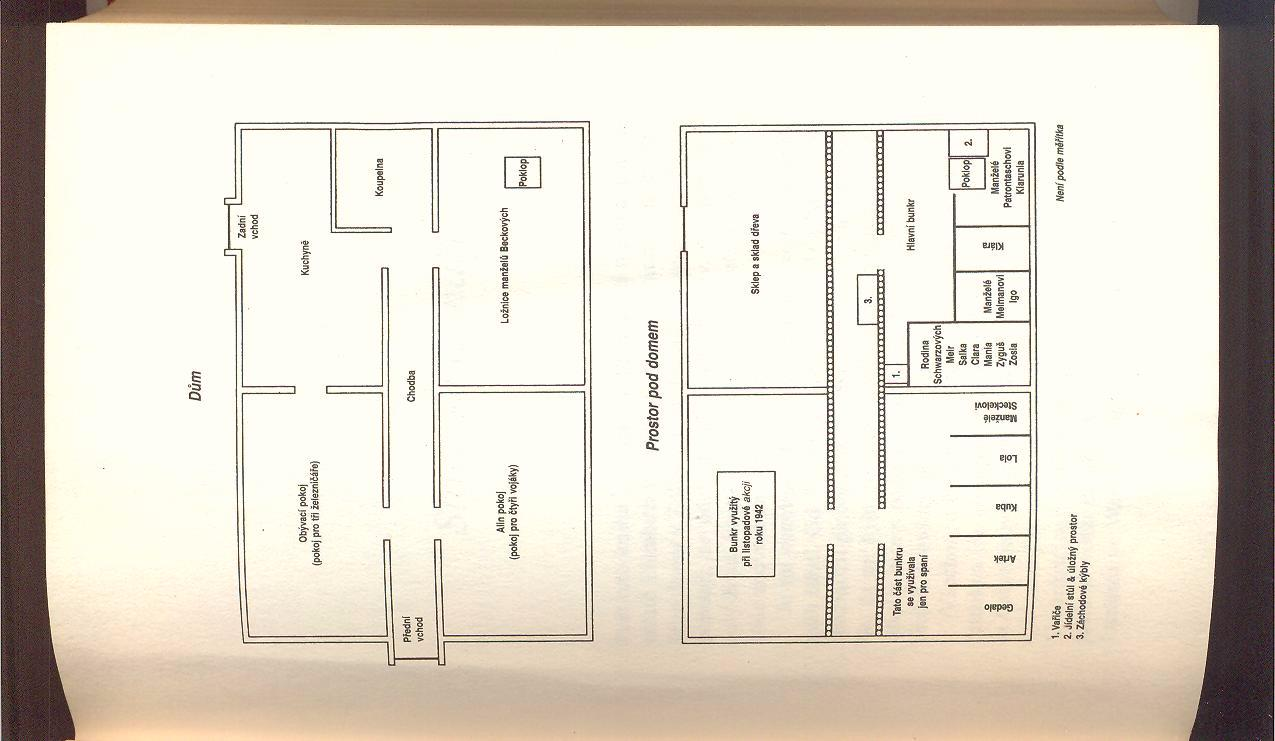 Dům
Zadní
vchod
Kuchyně
Koupelna
Obývací pokoj
(pokoj pro tři železničáře)
Chodba
Přední
vchod
Poklop
Ložnice manželů Beckových
Alin pokoj
(pokoj pro čtyři vojáky)
Prostor pod domem
Sklep a sklad dřeva
Bunkr využitý
při listopadové akcji
roku 1942
3.
Hlavní bunkr
1.
2.
Poklop
Manželé
Patrontaschovi
Klarunia
Klára
Manželé
Melmanovi
Igo
Rodina
Schwarzových
Meir
Salka
Clara
Mania
Zyguš
Zosia
Tato část bunkru
se využívala
jen pro spaní
Manželé
Steckelovi
Lola
Kuba
Artek
Gedalo
Není podle měřítka
1. Vařiče
2. Jídelní stůl & úložný prostor
3. Záchodové kýbly